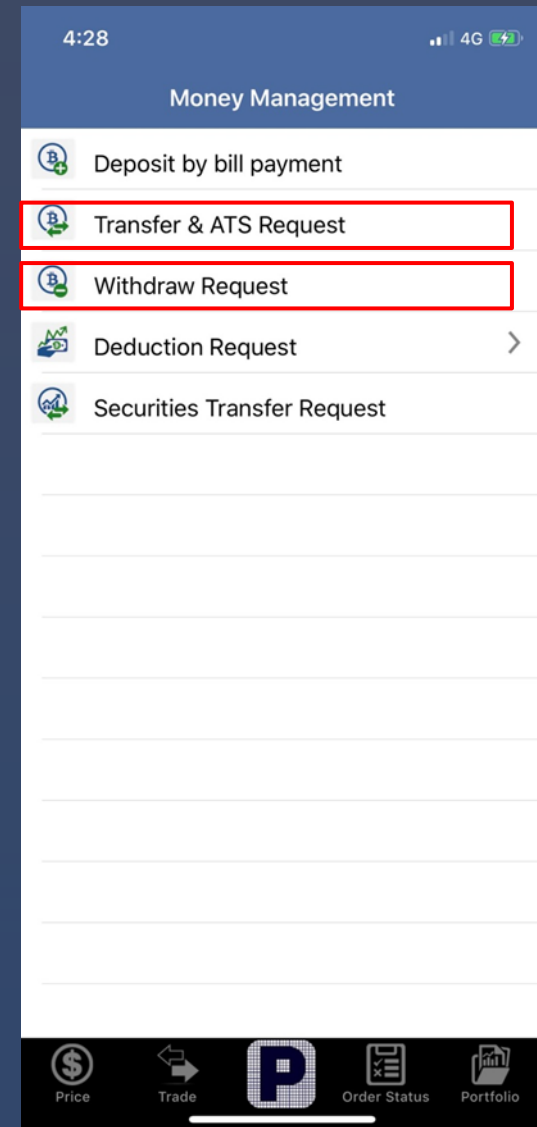 4:28 4G
Money Management
Deposit by bill payment
Transfer & ATS Request
Withdraw Request
Deduction Request
Securities Transfer Request
P
Price Trade Order Status Portfolio